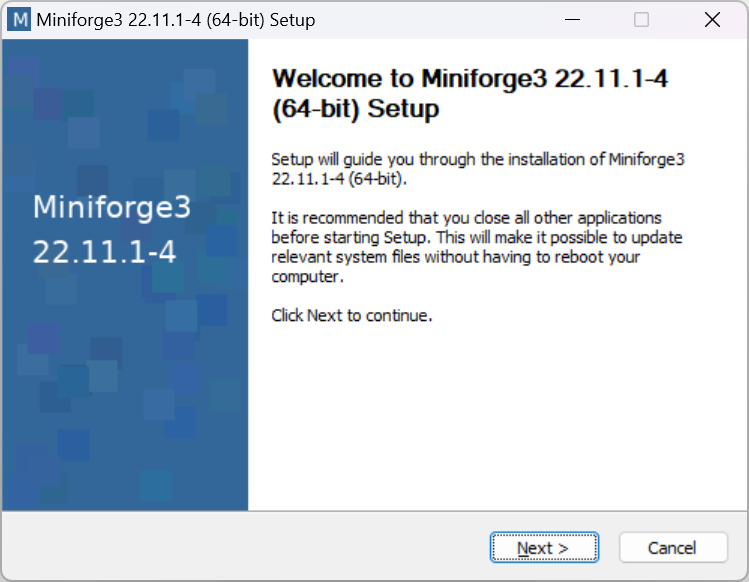 M Miniforge3 22.11.1-4 (64-bit) Setup
Miniforge3
22.11.1-4
Welcome to Miniforge3 22.11.1-4
(64-bit) Setup
Setup will guide you through the installation of Miniforge3
22.11.1-4 (64-bit).
It is recommended that you close all other applications
before starting Setup. This will make it possible to update
relevant system files without having to reboot your
computer.
Click Next to continue.
Next >
Cancel